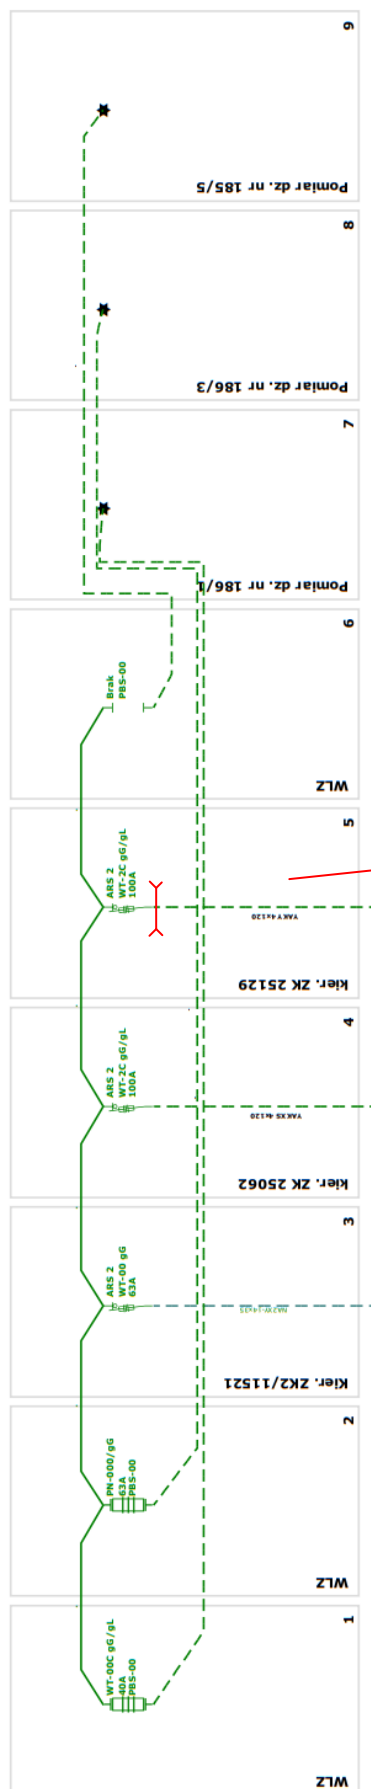 9
Pomiar dz. nr 185/5
8
Pomiar dz. nr 186/3
7
Pomiar dz. nr 186/1
6
Brak
PBS-00
WLZ
5
ARS 2
WT-2C gG/gL
100A
YAKY4x120
kier. ZK 25129
4
ARS 2
WT-2C gG/gL
100A
YAKXS 4x120
kier. ZK 25062
3
ARS 2
WT-00 gG
63A
NA2XY-J4x35
Kier. ZK2/11521
2
PN-000/gG
63A
PBS-00
WLZ
1
WT-00C gG/gL
40A
PBS-00
WLZ